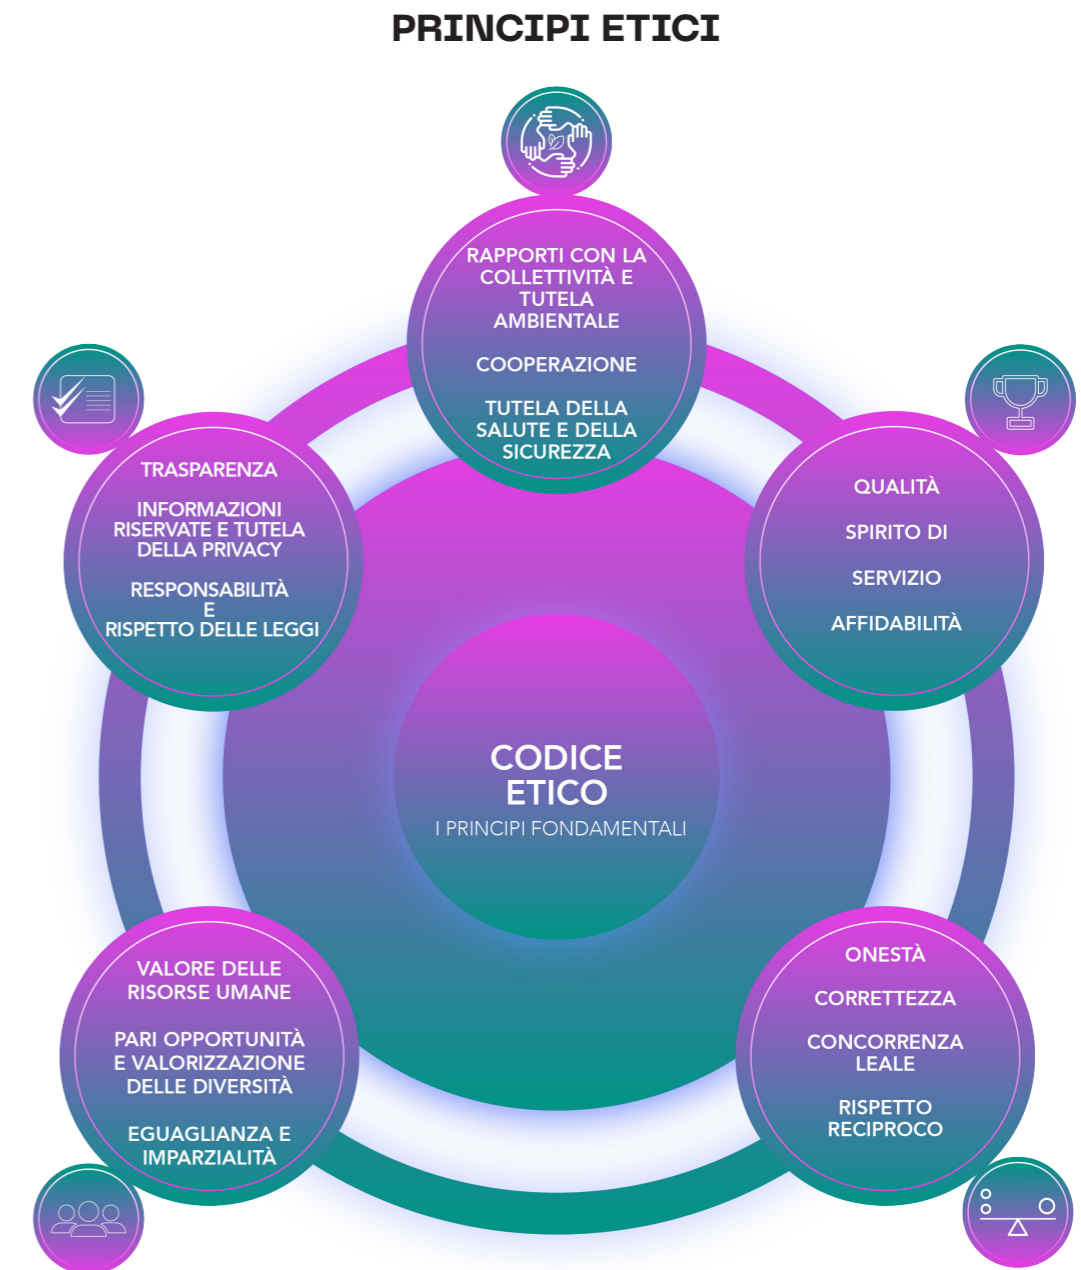 PRINCIPI ETICI
RAPPORTI CON LA
COLLETTIVITÀ E
TUTELA
AMBIENTALE
COOPERAZIONE
TUTELA DELLA
SALUTE E DELLA
SICUREZZA
TRASPARENZA
INFORMAZIONI
RISERVATE E TUTELA
DELLA PRIVACY
RESPONSABILITÀ
E
RISPETTO DELLE LEGGI
QUALITÀ
SPIRITO DI
SERVIZIO
AFFIDABILITÀ
CODICE
ETICO
I PRINCIPI FONDAMENTALI
VALORE DELLE
RISORSE UMANE
PARI OPPORTUNITÀ
E VALORIZZAZIONE
DELLE DIVERSITÀ
EGUAGLIANZA E
IMPARZIALITÀ
ONESTÀ
CORRETTEZZA
CONCORRENZA
LEALE
RISPETTO
RECIPROCO